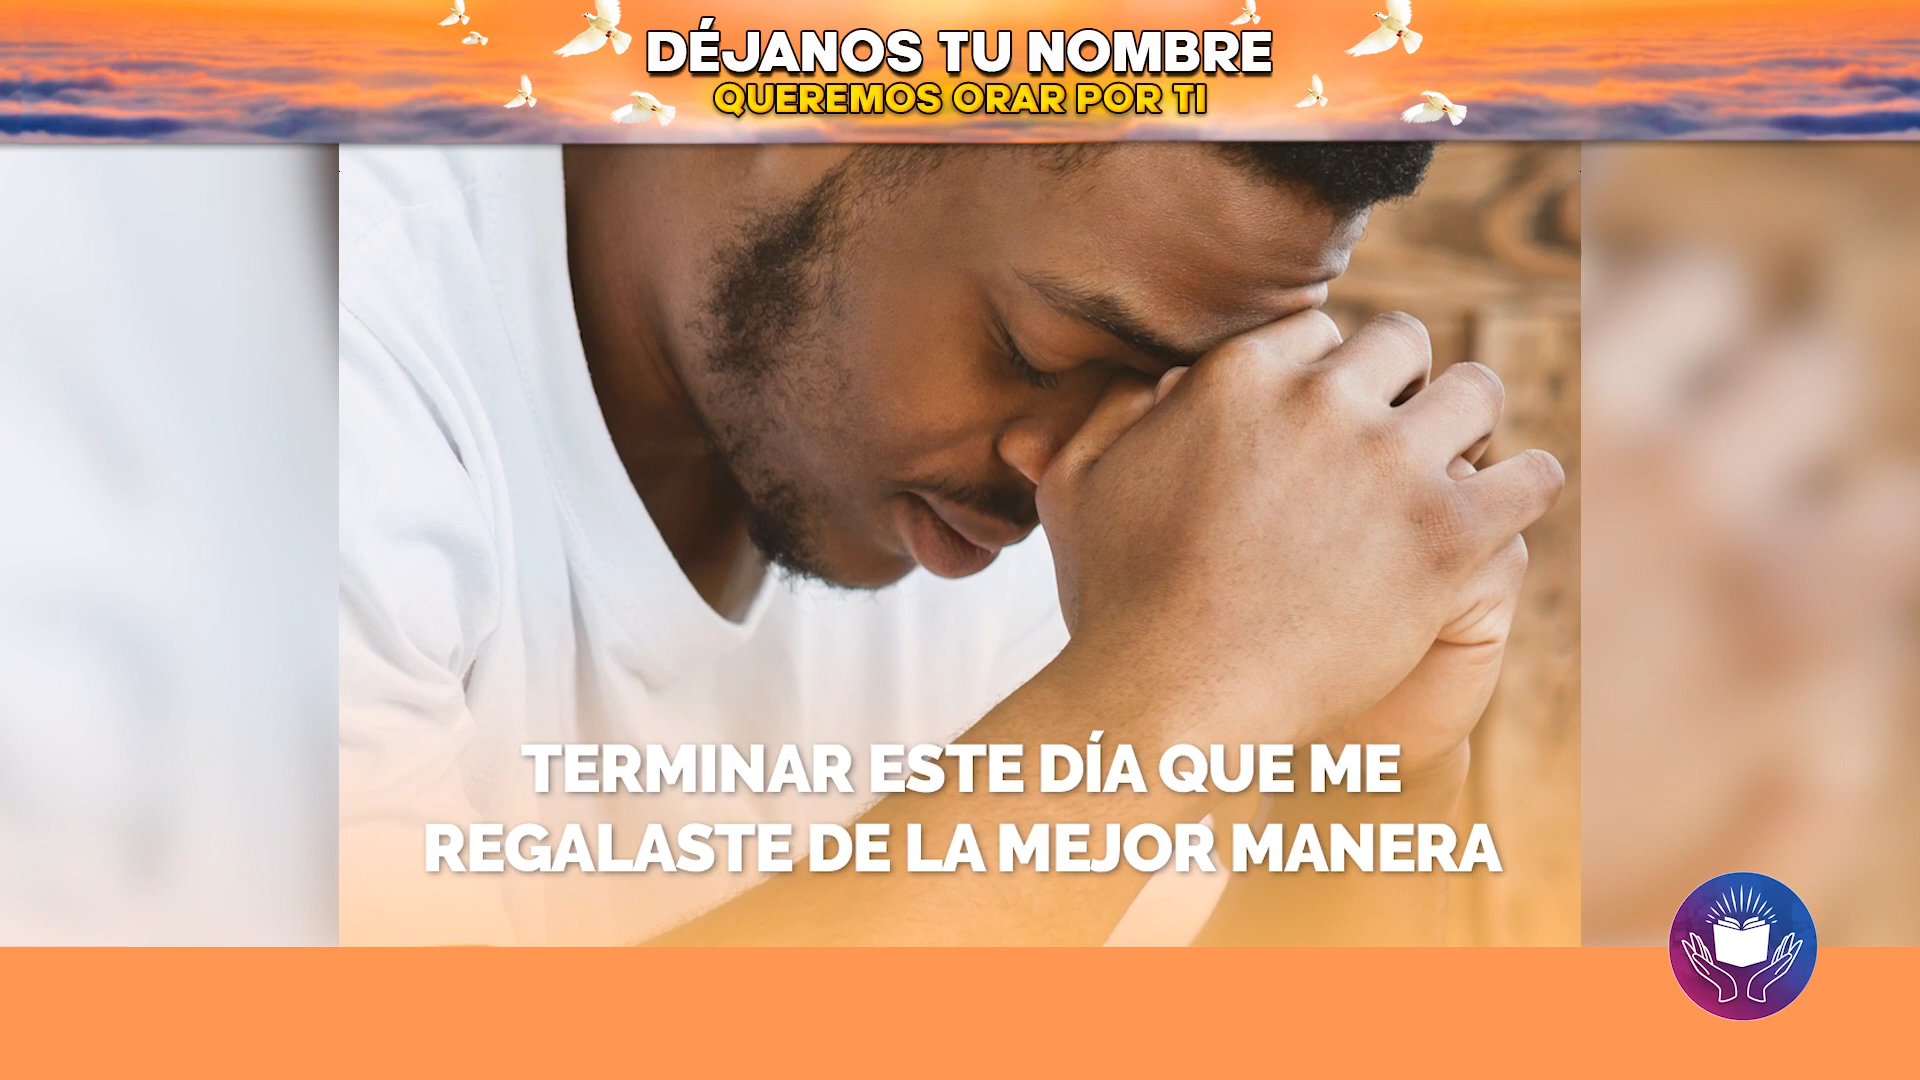 DÉJANOS TU NOMBRE
QUEREMOS ORAR POR TI
TERMINAR ESTE DÍA QUE ME
REGALASTE DE LA MEJOR MANERA